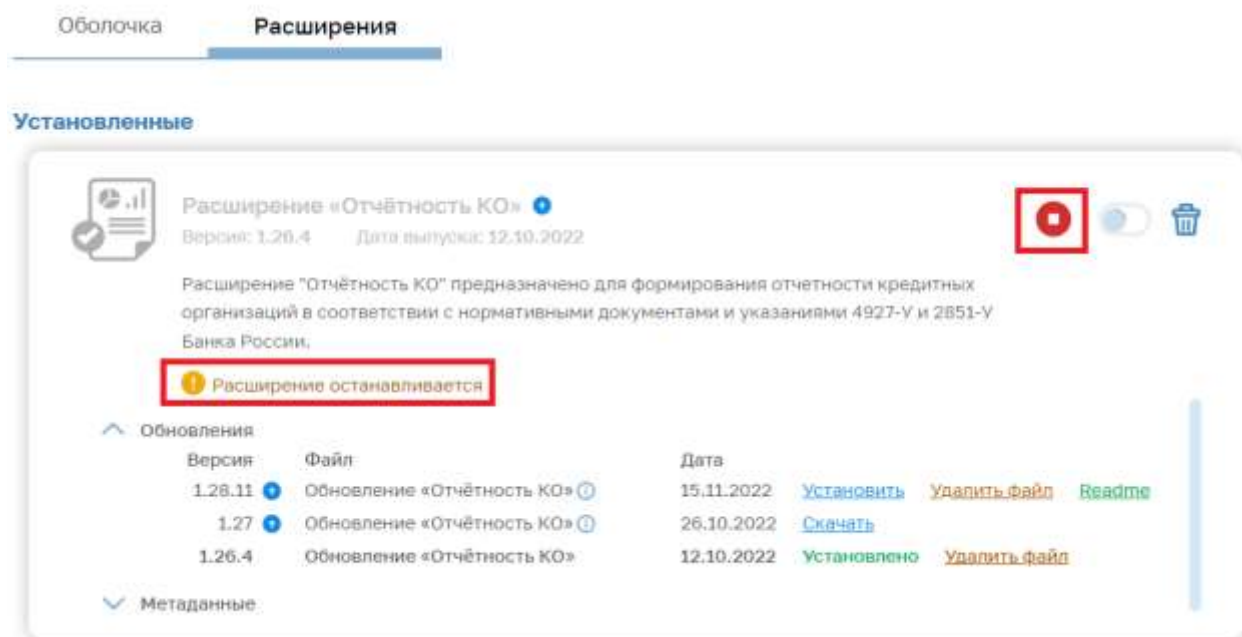 Оболочка Расширения
Установленные
Расширение «Отчётность КО»
Версия: 1.26.4 Дата выпуска: 12.10.2022
Расширение "Отчётность КО" предназначено для формирования отчетности кредитных
организаций в соответствии с нормативными документами и указаниями 4927-У и 2851-У
Банка России.
Расширение останавливается
Обновления
Версия Файл Дата
1.28.11 Обновление «Отчётность КО» 15.11.2022 Установить Удалить файл Readme
1.27 Обновление «Отчётность КО» 26.10.2022 Скачать
1.26.4 Обновление «Отчётность КО» 12.10.2022 Установлено Удалить файл
Метаданные